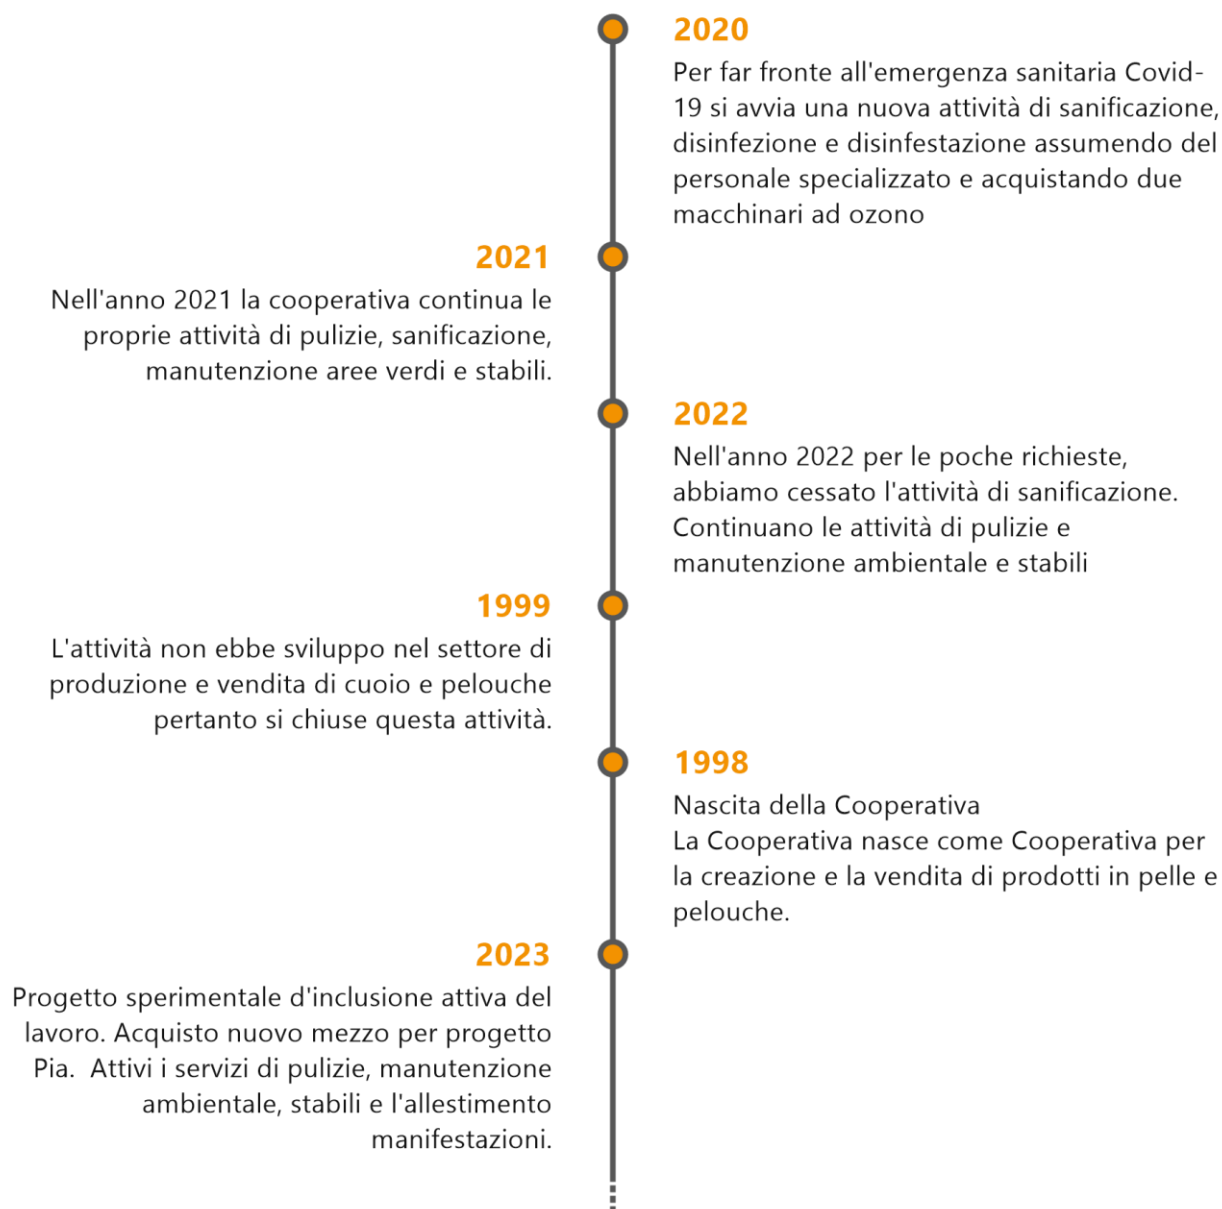 2020
Per far fronte all'emergenza sanitaria Covid-
19 si avvia una nuova attività di sanificazione,
disinfezione e disinfestazione assumendo del
personale specializzato e acquistando due
macchinari ad ozono
2021
Nell'anno 2021 la cooperativa continua le
proprie attività di pulizie, sanificazione,
manutenzione aree verdi e stabili.
2022
Nell'anno 2022 per le poche richieste,
abbiamo cessato l'attività di sanificazione.
Continuano le attività di pulizie e
manutenzione ambientale e stabili
1999
L'attività non ebbe sviluppo nel settore di
produzione e vendita di cuoio e pelouche
pertanto si chiuse questa attività.
1998
Nascita della Cooperativa
La Cooperativa nasce come Cooperativa per
la creazione e la vendita di prodotti in pelle e
pelouche.
2023
Progetto sperimentale d'inclusione attiva del
lavoro. Acquisto nuovo mezzo per progetto
Pia.  Attivi i servizi di pulizie, manutenzione
ambientale, stabili e l'allestimento
manifestazioni.